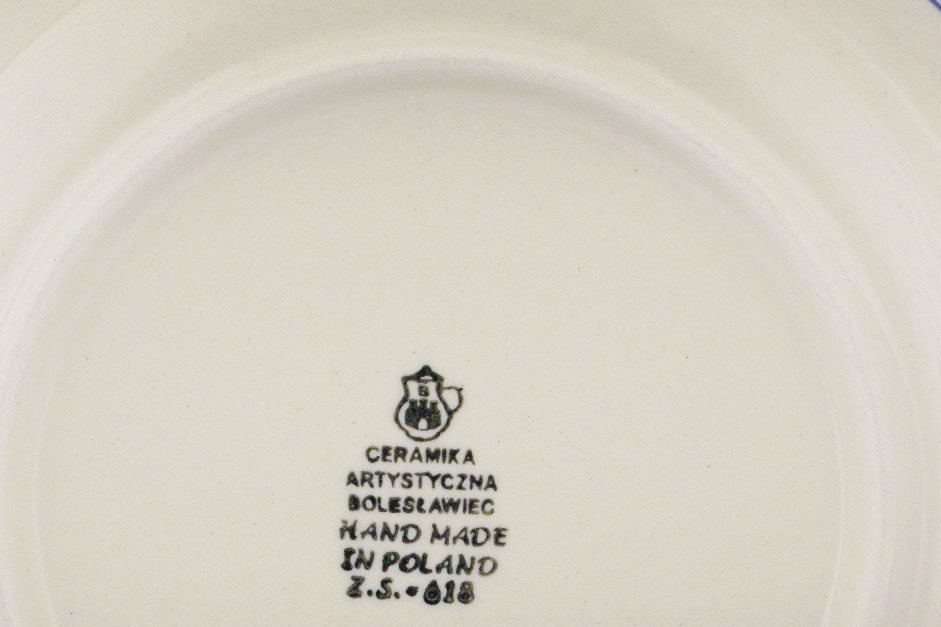 B
CERAMIKA
ARTYSTYCZNA
BOLESŁAWIEC
HAND MADE
IN POLAND
Z.S.-618